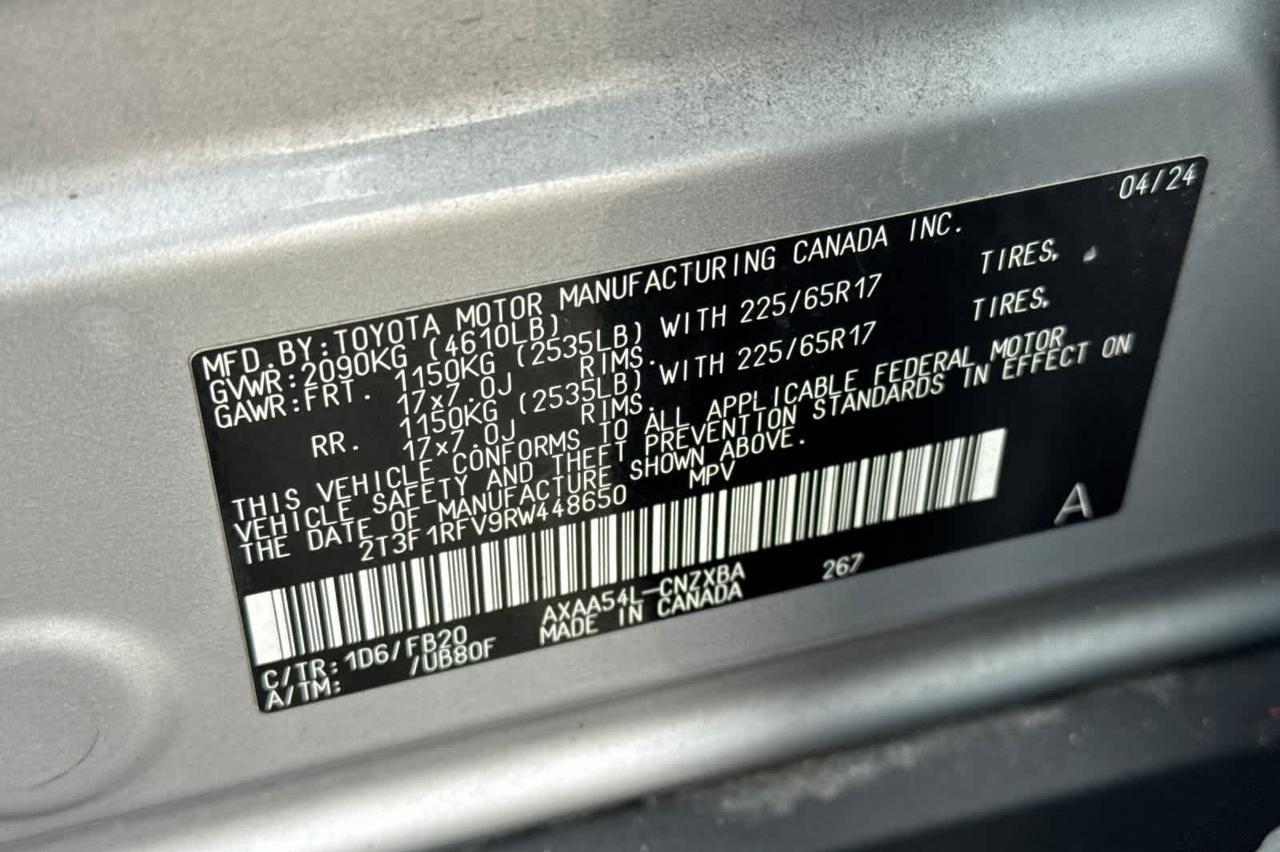 04/24
MFD.BY:TOYOTA MOTOR MANUFACTURING CANADA INC.
GVWR:2090KG (4610LB)
GAWR:FRT. 1150KG (2535LB) WITH 225/65R17 TIRES,
17x7.0J RIMS.
RR. 1150KG (2535LB) WITH 225/65R17 TIRES,
17x7.0J RIMS.
THIS VEHICLE CONFORMS TO ALL APPLICABLE FEDERAL MOTOR
VEHICLE SAFETY AND THEFT PREVENTION STANDARDS IN EFFECT ON
THE DATE OF MANUFACTURE SHOWN ABOVE.
2T3F1RFV9RW448650 MPV
A
C/TR:1D6/FB20 AXAA54L-CNZXBA 267
A/TM: /UB80F MADE IN CANADA